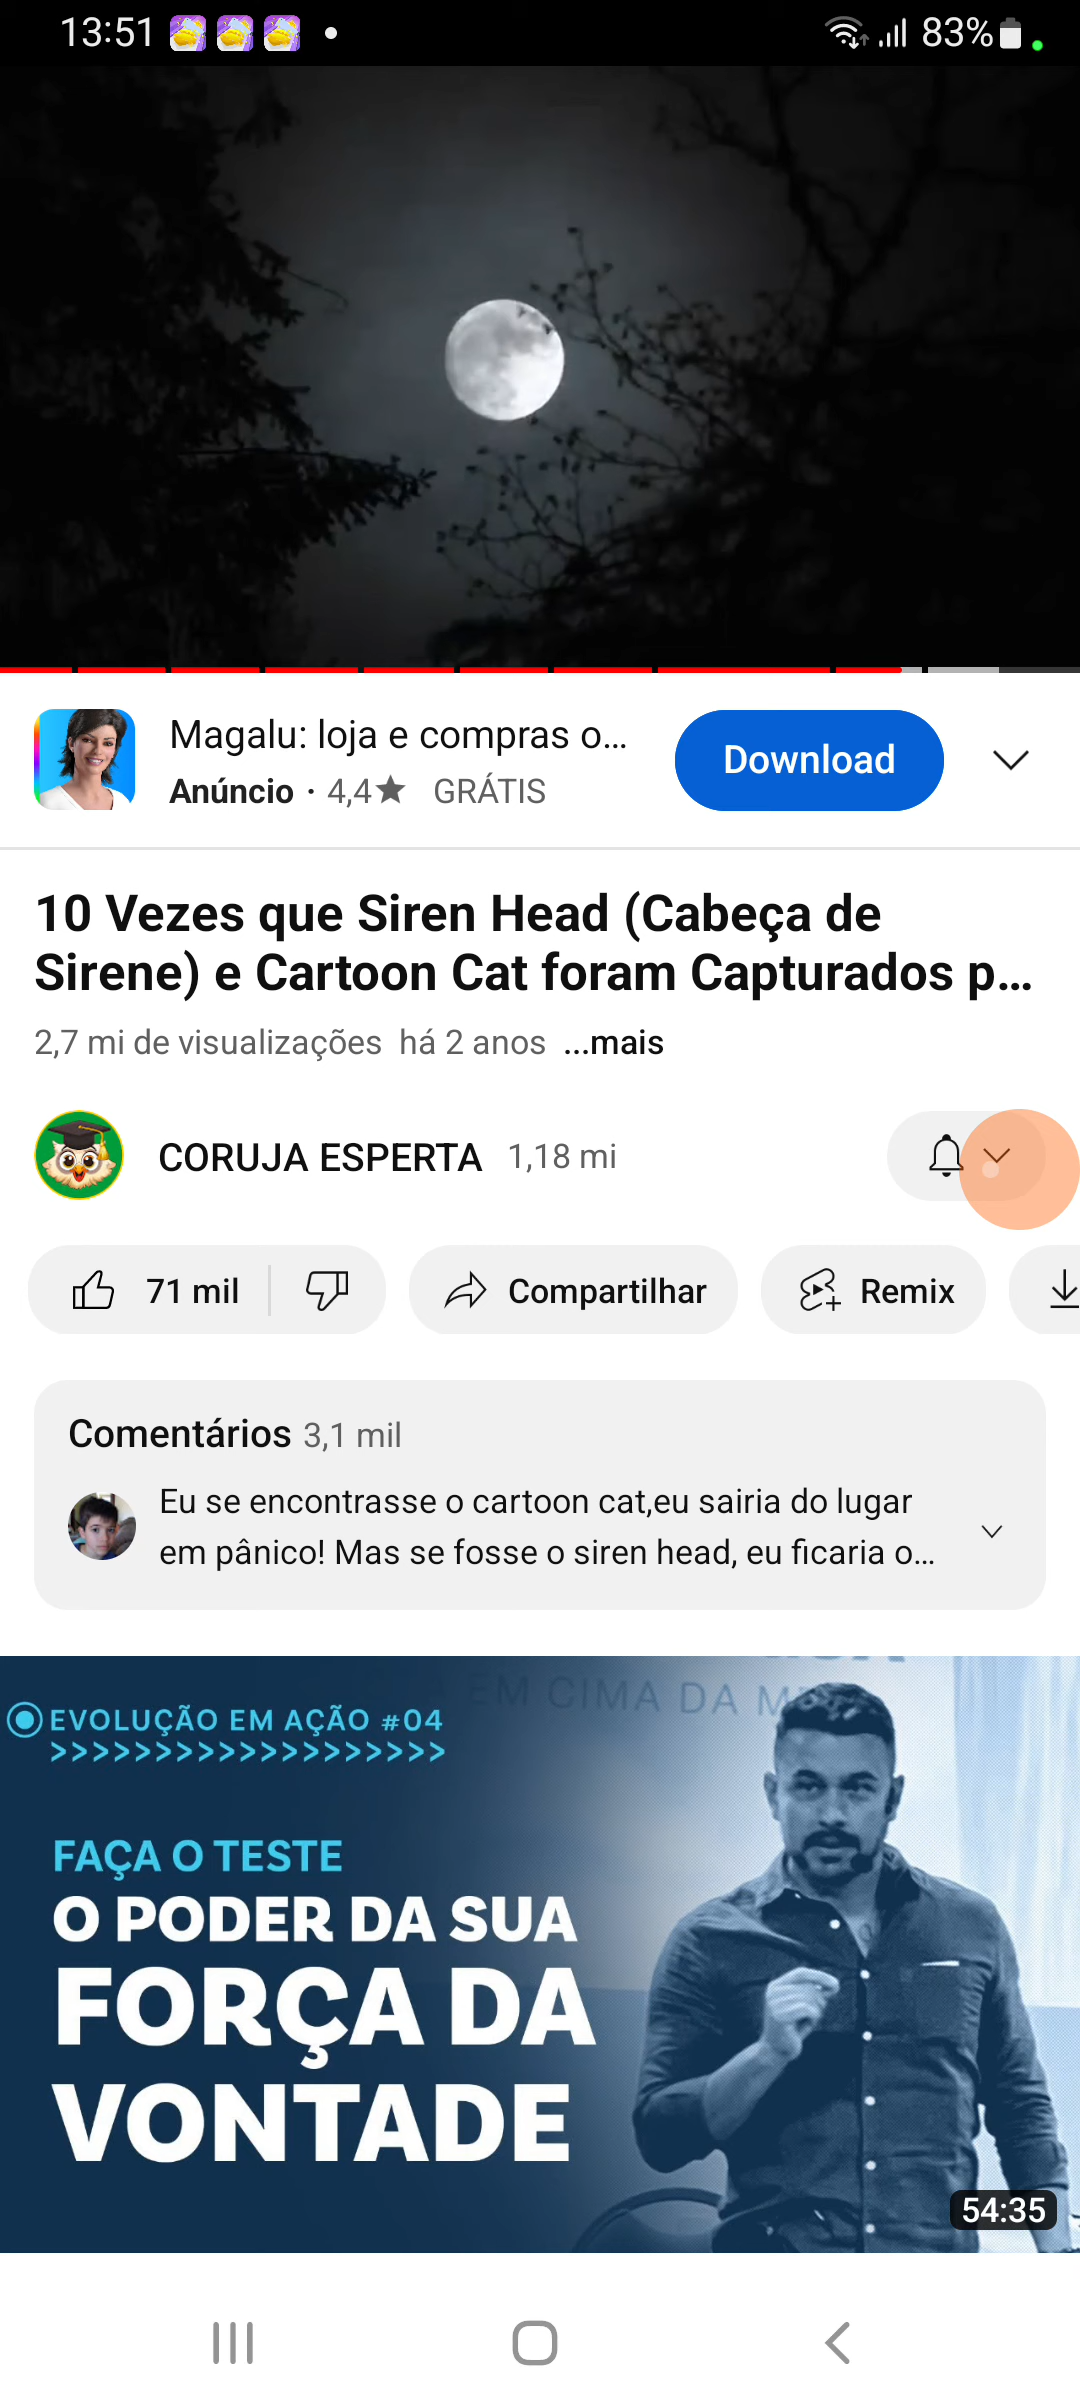 13:51
83%
Magalu: loja e compras o...
Anúncio · 4,4★ GRÁTIS
Download
10 Vezes que Siren Head (Cabeça de
Sirene) e Cartoon Cat foram Capturados p...
2,7 mi de visualizações há 2 anos ...mais
CORUJA ESPERTA 1,18 mi
71 mil
Compartilhar
Remix
Comentários 3,1 mil
Eu se encontrasse o cartoon cat,eu sairia do lugar
em pânico! Mas se fosse o siren head, eu ficaria o...
EM CIMA DA
EVOLUÇÃO EM AÇÃO #04
>>>>>>>>>>>>>>>>>>>
FAÇA O TESTE
O PODER DA SUA
FORÇA DA
VONTADE
54:35